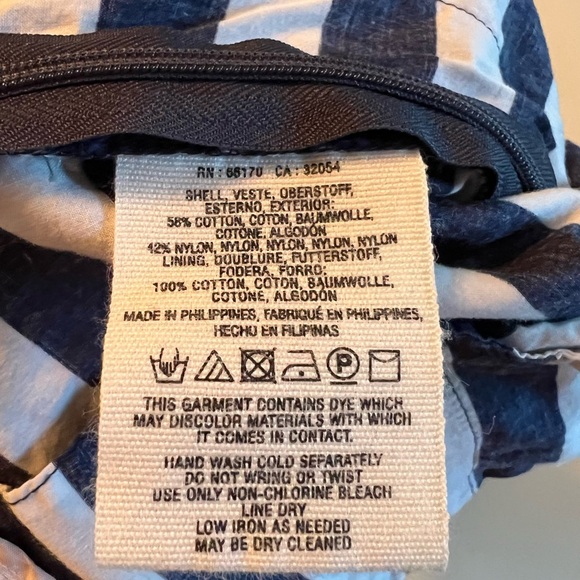 RN : 66170 CA : 32054
SHELL, VESTE, OBERSTOFF,
ESTERNO, EXTERIOR:
58% COTTON, COTON, BAUMWOLLE,
COTONE, ALGODÓN
42% NYLON, NYLON, NYLON, NYLON, NYLON
LINING, DOUBLURE, FUTTERSTOFF,
FODERA, FORRO:
100% COTTON, COTON, BAUMWOLLE,
COTONE, ALGODÓN
MADE IN PHILIPPINES, FABRIQUÉ EN PHILIPPINES,
HECHO EN FILIPINAS
P
THIS GARMENT CONTAINS DYE WHICH
MAY DISCOLOR MATERIALS WITH WHICH
IT COMES IN CONTACT.
HAND WASH COLD SEPARATELY
DO NOT WRING OR TWIST
USE ONLY NON-CHLORINE BLEACH
LINE DRY
LOW IRON AS NEEDED
MAY BE DRY CLEANED